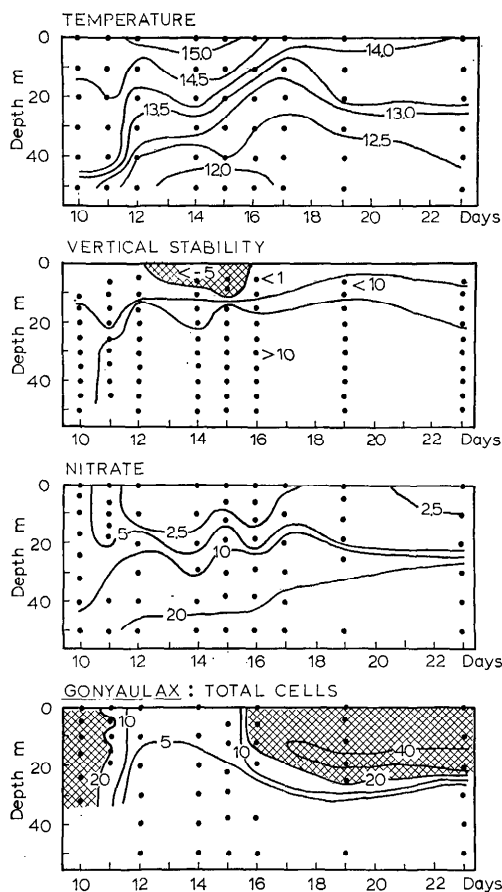 TEMPERATURE
0
15.0
14.0
14.5
20
13.5
13.0
12.5
40
12.0
Depth m
10 12 14 16 18 20 22 Days
VERTICAL STABILITY
0
<-5
<1
<10
20
>10
40
Depth m
10 12 14 16 18 20 22 Days
NITRATE
0
2.5
5
2.5
10
20
20
40
Depth m
10 12 14 16 18 20 22 Days
GONYAULAX : TOTAL CELLS
0
10
5
10
40
20
20
20
40
Depth m
10 12 14 16 18 20 22 Days